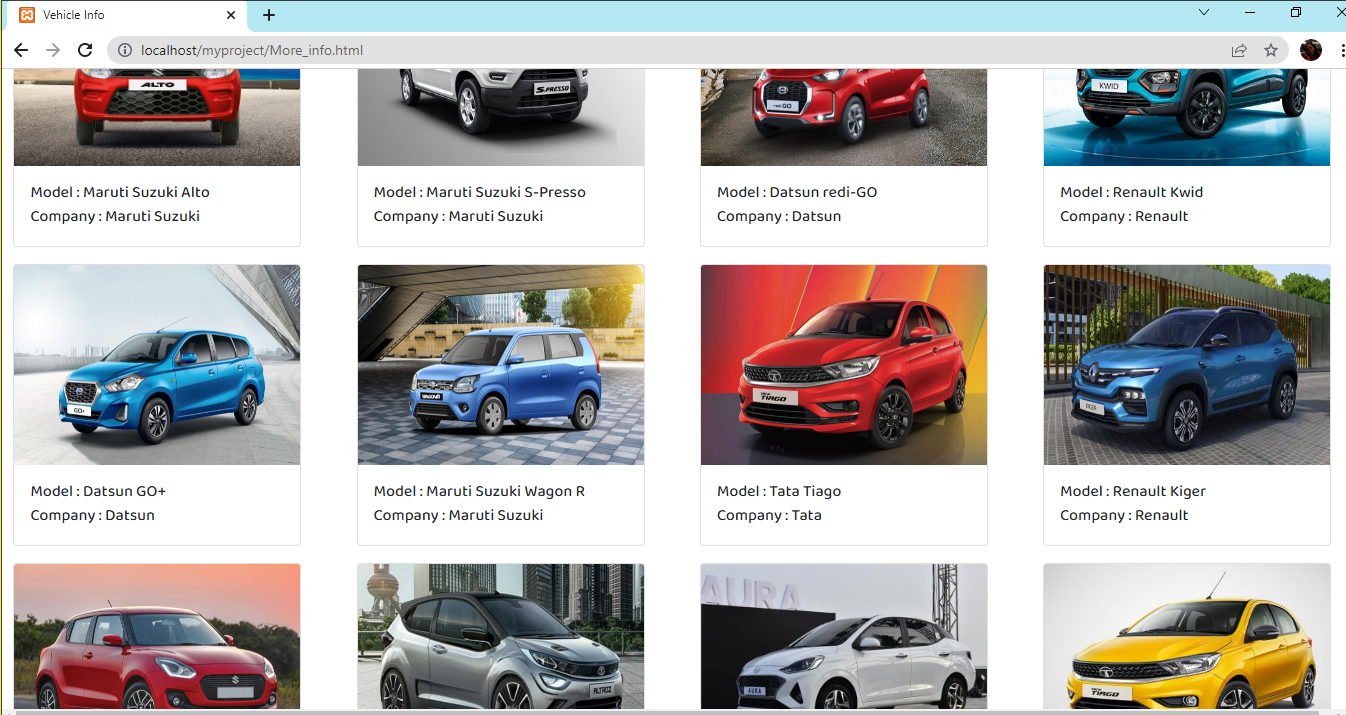 Vehicle Info
localhost/myproject/More_info.html
ALTO
S-PRESSO
redi-GO
KWID
Model : Maruti Suzuki Alto
Company : Maruti Suzuki
Model : Maruti Suzuki S-Presso
Company : Maruti Suzuki
Model : Datsun redi-GO
Company : Datsun
Model : Renault Kwid
Company : Renault
GO+
WAGONR
NEW
TIAGO
KIGER
Model : Datsun GO+
Company : Datsun
Model : Maruti Suzuki Wagon R
Company : Maruti Suzuki
Model : Tata Tiago
Company : Tata
Model : Renault Kiger
Company : Renault
ALTROZ
AURA
AURA
NEW
TIAGO